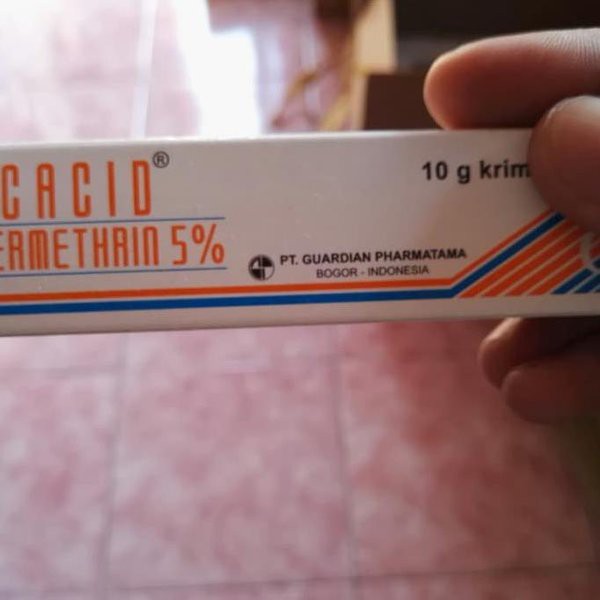 CACID®
ERMETHRIN 5%
10 g krim
PT. GUARDIAN PHARMATAMA
BOGOR - INDONESIA